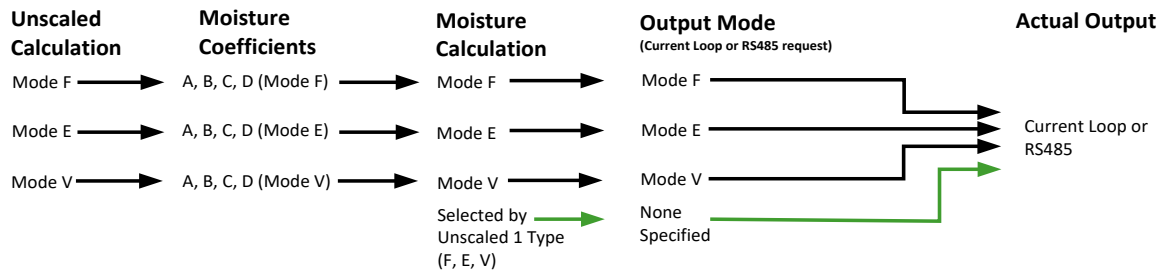 Unscaled
Calculation
Moisture
Coefficients
Moisture
Calculation
Output Mode
(Current Loop or RS485 request)
Actual Output
Mode F
A, B, C, D (Mode F)
Mode F
Mode F
Mode E
A, B, C, D (Mode E)
Mode E
Mode E
Current Loop or
RS485
Mode V
A, B, C, D (Mode V)
Mode V
Mode V
Selected by
Unscaled 1 Type
(F, E, V)
None
Specified